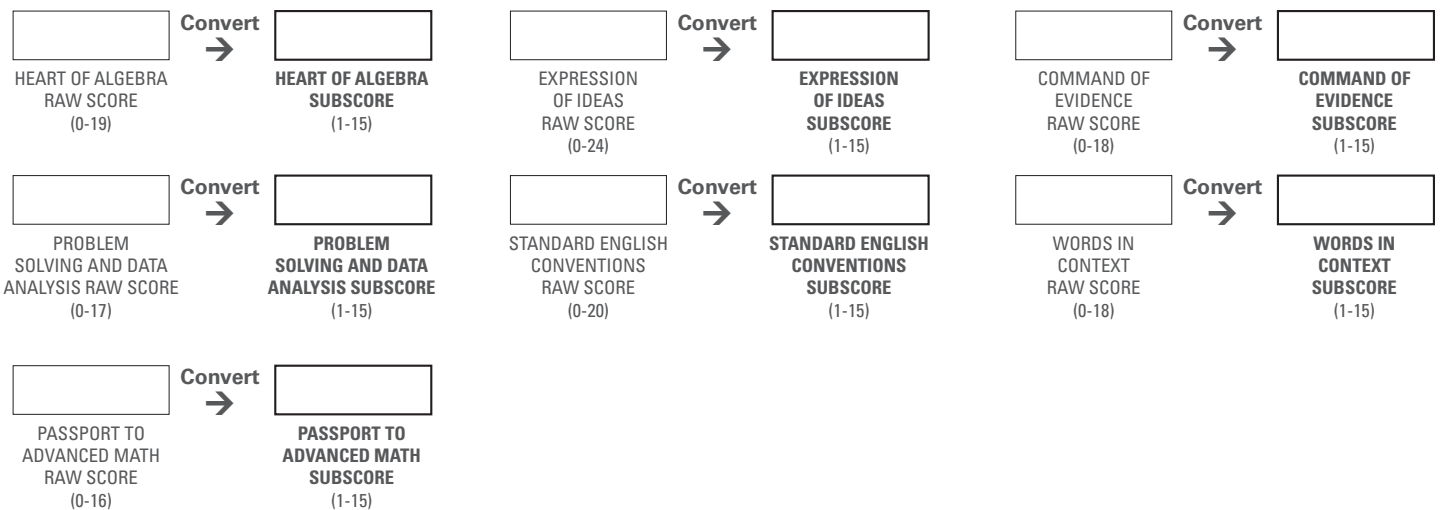 Convert
→
HEART OF ALGEBRA
RAW SCORE
(0-19)
HEART OF ALGEBRA
SUBSCORE
(1-15)
Convert
→
EXPRESSION
OF IDEAS
RAW SCORE
(0-24)
EXPRESSION
OF IDEAS
SUBSCORE
(1-15)
Convert
→
COMMAND OF
EVIDENCE
RAW SCORE
(0-18)
COMMAND OF
EVIDENCE
SUBSCORE
(1-15)
Convert
→
PROBLEM
SOLVING AND DATA
ANALYSIS RAW SCORE
(0-17)
PROBLEM
SOLVING AND DATA
ANALYSIS SUBSCORE
(1-15)
Convert
→
STANDARD ENGLISH
CONVENTIONS
RAW SCORE
(0-20)
STANDARD ENGLISH
CONVENTIONS
SUBSCORE
(1-15)
Convert
→
WORDS IN
CONTEXT
RAW SCORE
(0-18)
WORDS IN
CONTEXT
SUBSCORE
(1-15)
Convert
→
PASSPORT TO
ADVANCED MATH
RAW SCORE
(0-16)
PASSPORT TO
ADVANCED MATH
SUBSCORE
(1-15)